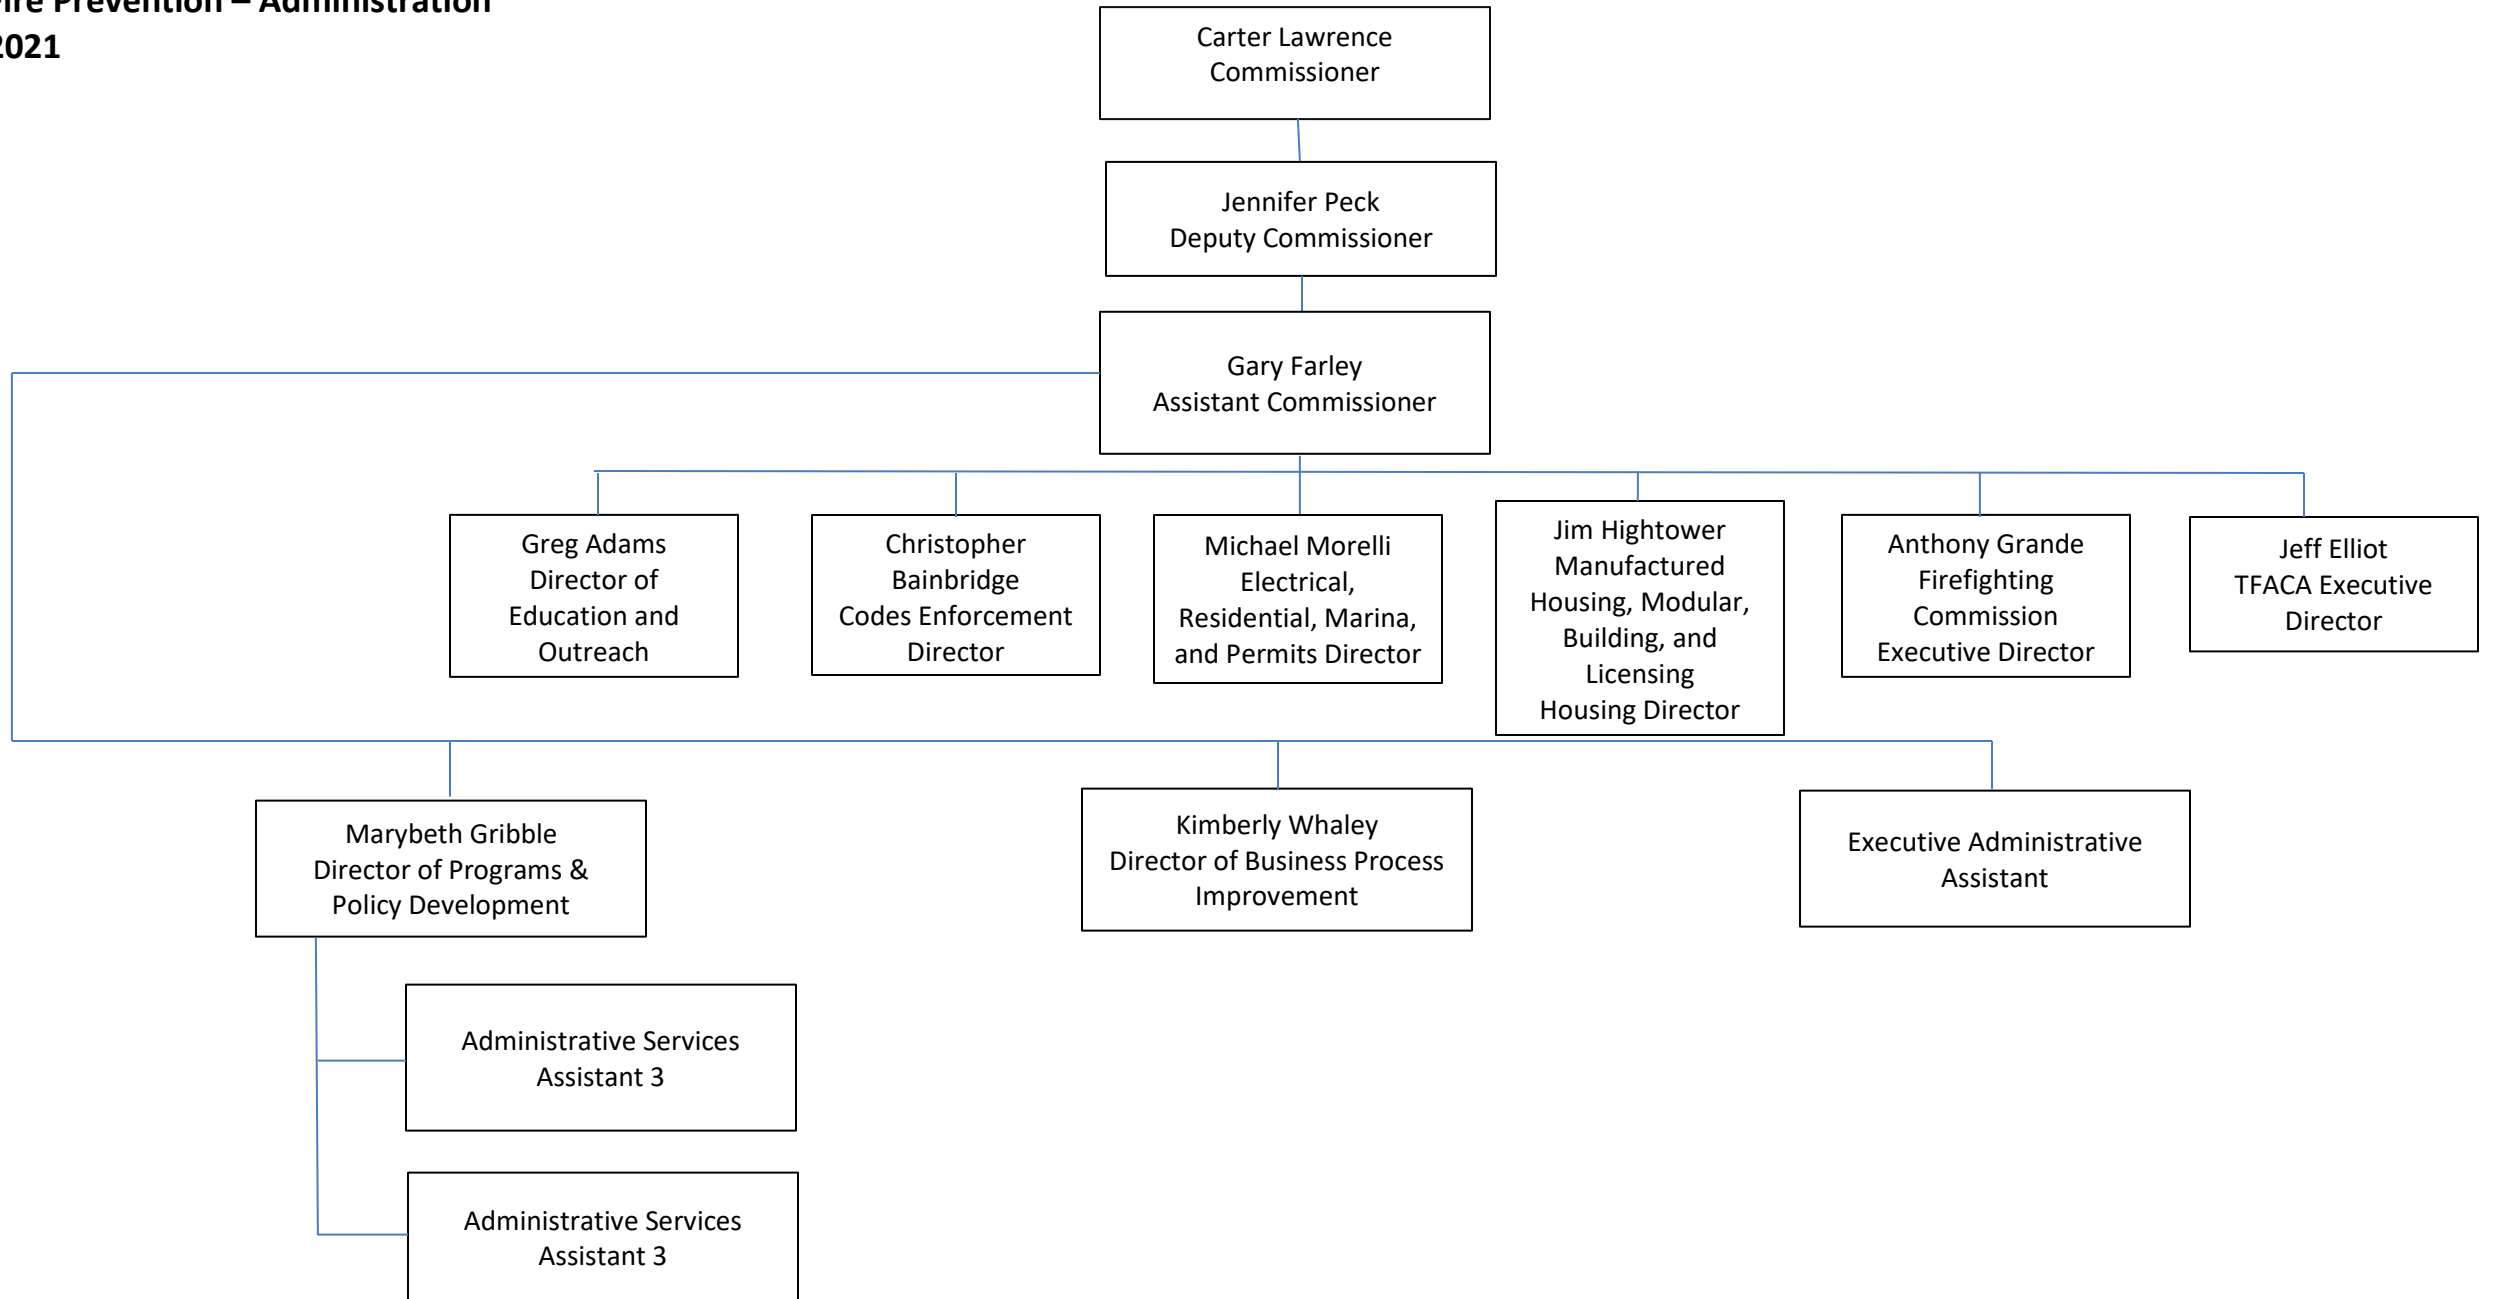 Fire Prevention – Administration
2021
Carter Lawrence
Commissioner
Jennifer Peck
Deputy Commissioner
Gary Farley
Assistant Commissioner
Greg Adams
Director of
Education and
Outreach
Christopher
Bainbridge
Codes Enforcement
Director
Michael Morelli
Electrical,
Residential, Marina,
and Permits Director
Jim Hightower
Manufactured
Housing, Modular,
Building, and
Licensing
Housing Director
Anthony Grande
Firefighting
Commission
Executive Director
Jeff Elliot
TFACA Executive
Director
Marybeth Gribble
Director of Programs &
Policy Development
Kimberly Whaley
Director of Business Process
Improvement
Executive Administrative
Assistant
Administrative Services
Assistant 3
Administrative Services
Assistant 3